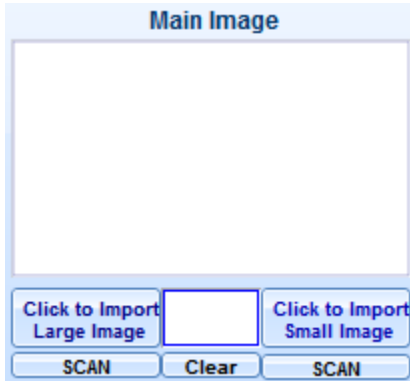 Main Image
Click to Import
Large Image
Click to Import
Small Image
SCAN
Clear
SCAN